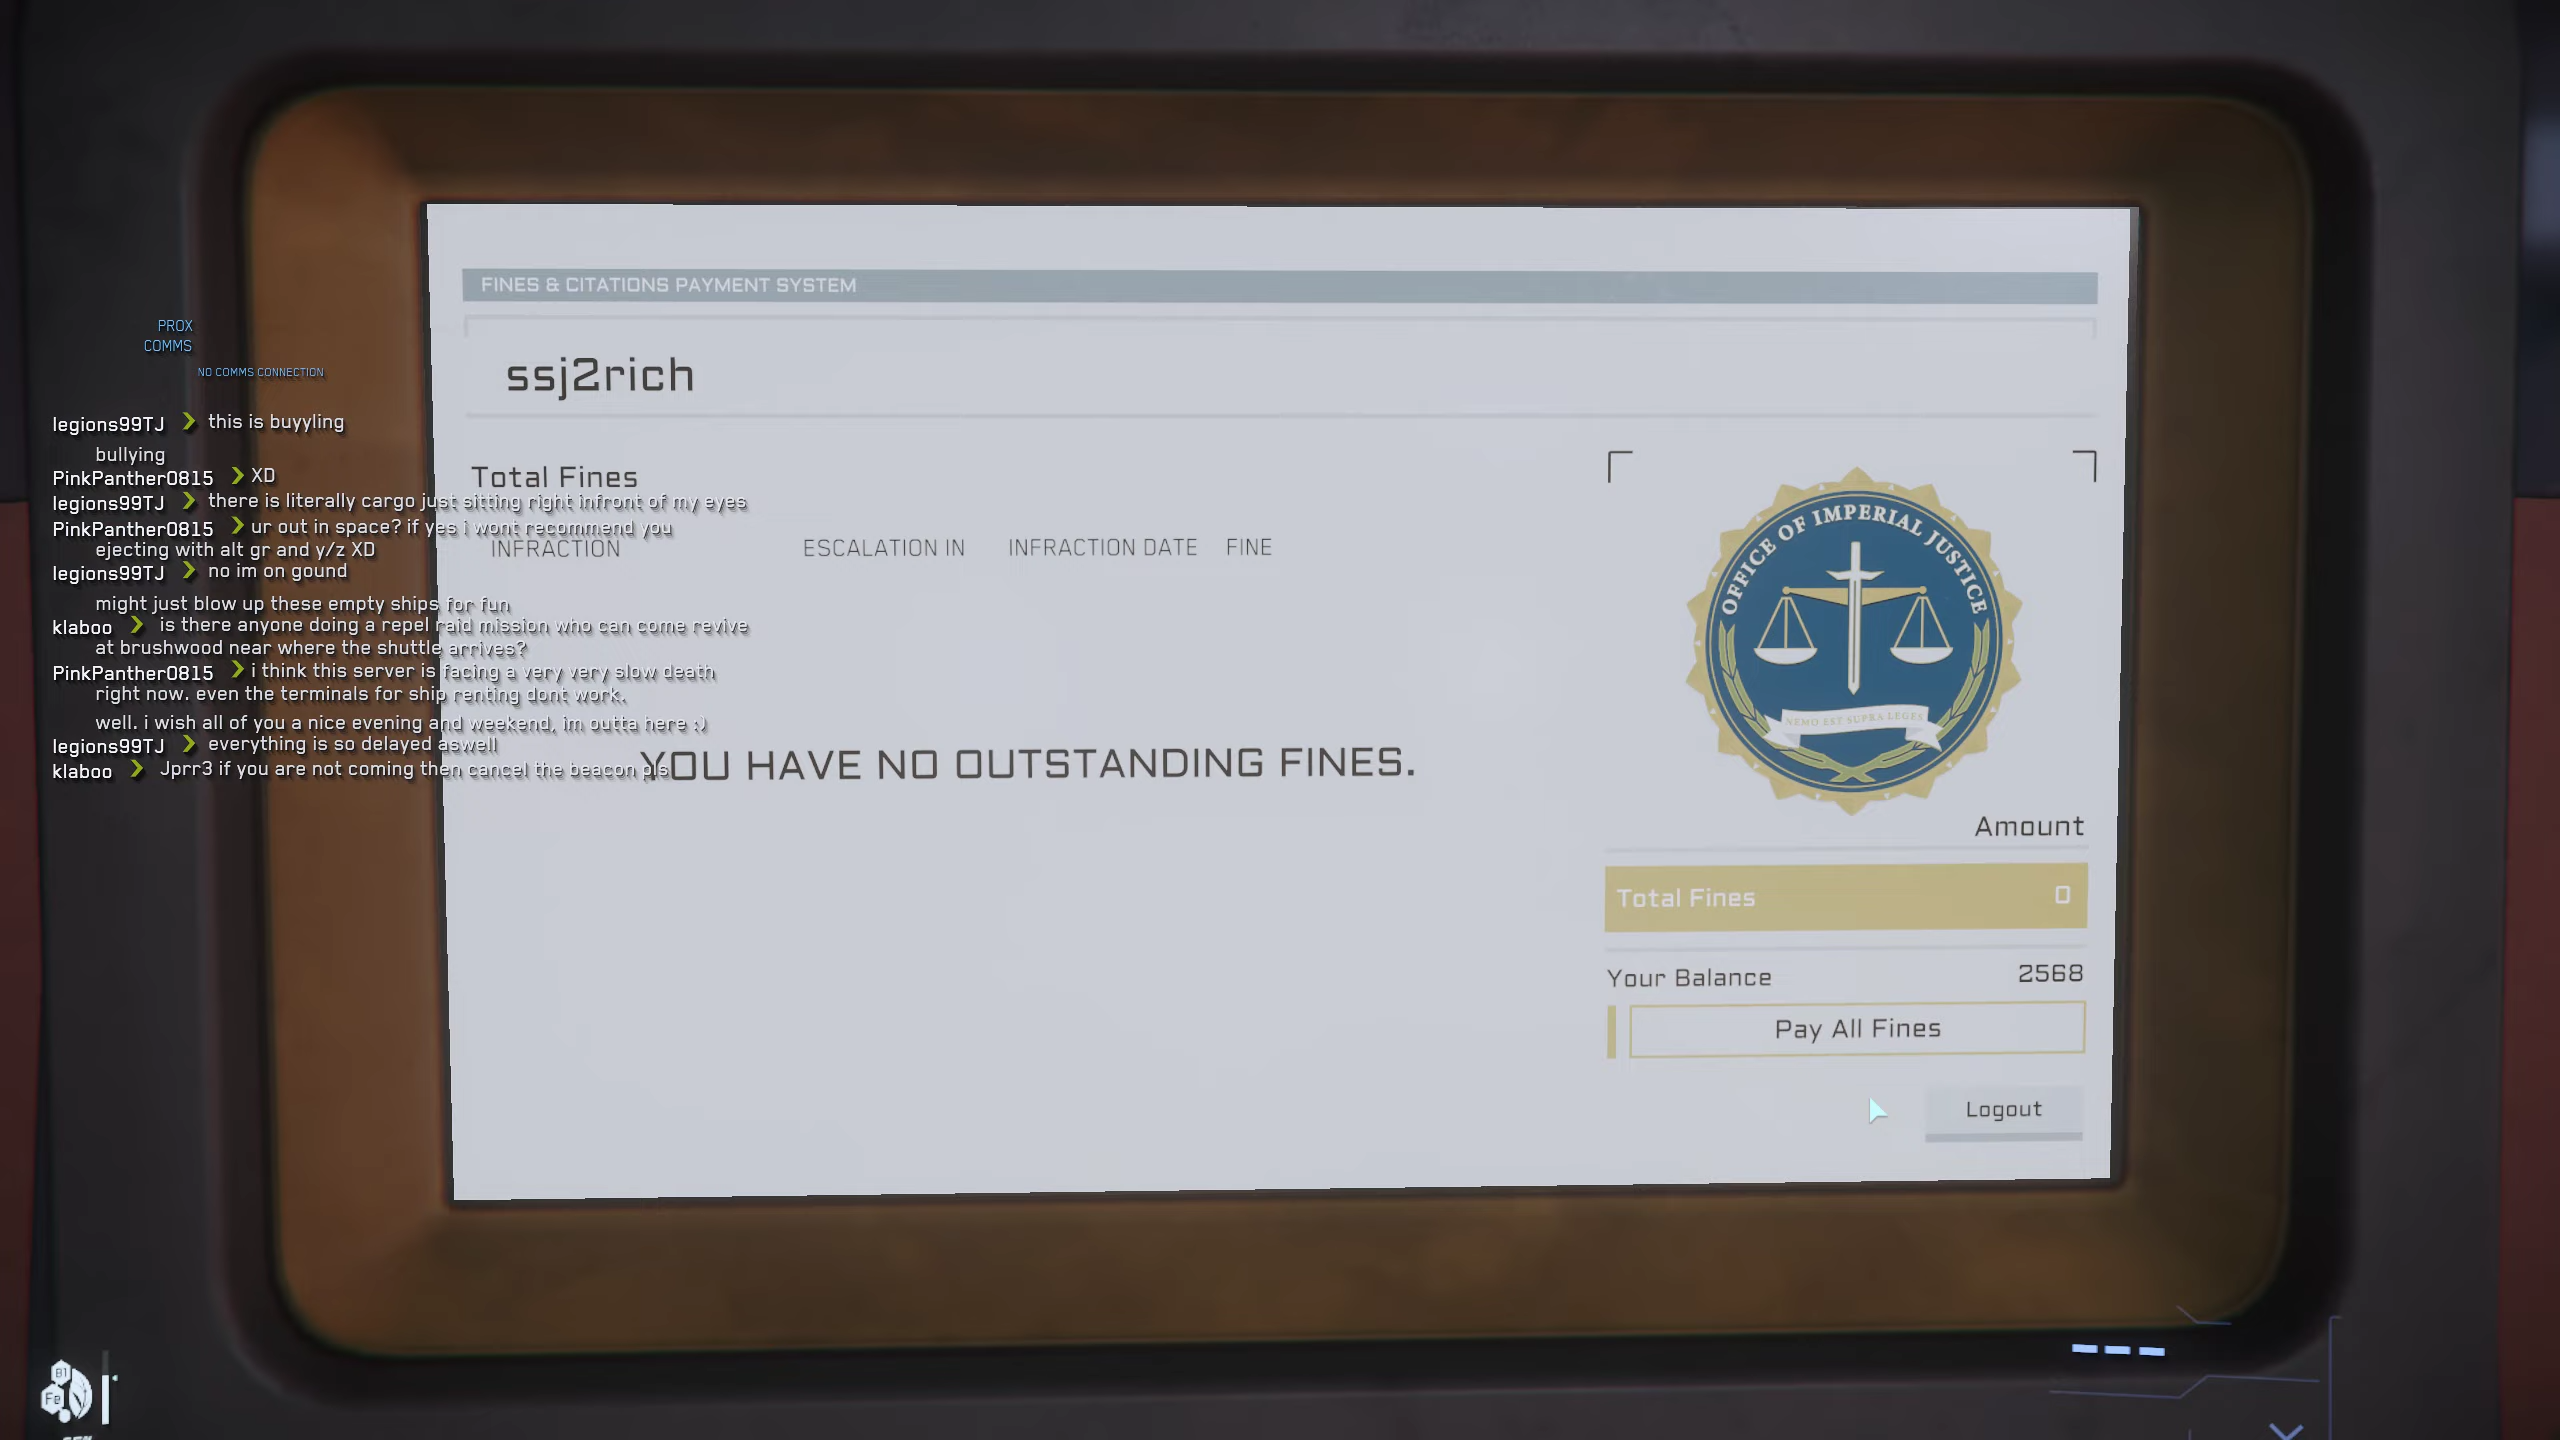 FINES & CITATIONS PAYMENT SYSTEM
PROX
COMMS
NO COMMS CONNECTION
ssj2rich
legions99TJ > this is buyyling
bullying
PinkPanther0815 > XD
legions99TJ > there is literally cargo just sitting right infront of my eyes
PinkPanther0815 > ur out in space? if yes i wont recommend you
ejecting with alt gr and y/z XD
legions99TJ > no im on gound
might just blow up these empty ships for fun
klaboo > is there anyone doing a repel raid mission who can come revive
at brushwood near where the shuttle arrives?
PinkPanther0815 > i think this server is facing a very very slow death
right now. even the terminals for ship renting dont work.
well. i wish all of you a nice evening and weekend, im outta here :)
legions99TJ > everything is so delayed aswell
klaboo > Jprr3 if you are not coming then cancel the beacon pls
Total Fines
INFRACTION ESCALATION IN INFRACTION DATE FINE
YOU HAVE NO OUTSTANDING FINES.
OFFICE OF IMPERIAL JUSTICE
NEMO EST SUPRA LEGES
Amount
Total Fines 0
Your Balance 2568
Pay All Fines
Logout
B1
Fe